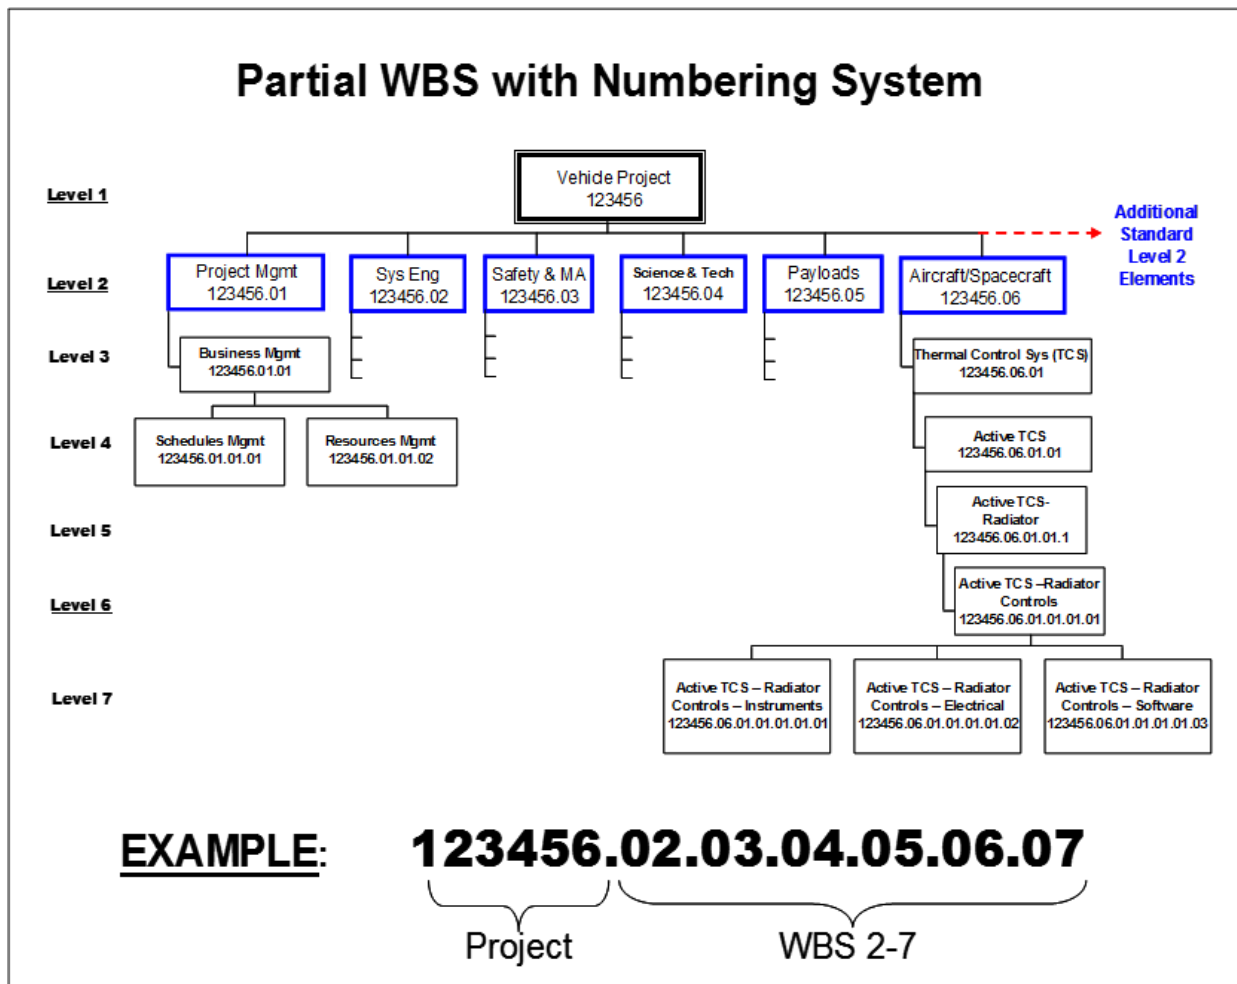 Partial WBS with Numbering System
Level 1
Vehicle Project
123456
Additional
Standard
Level 2
Elements
Level 2
Project Mgmt
123456.01
Sys Eng
123456.02
Safety & MA
123456.03
Science & Tech
123456.04
Payloads
123456.05
Aircraft/Spacecraft
123456.06
Level 3
Business Mgmt
123456.01.01
Thermal Control Sys (TCS)
123456.06.01
Level 4
Schedules Mgmt
123456.01.01.01
Resources Mgmt
123456.01.01.02
Active TCS
123456.06.01.01
Level 5
Active TCS-
Radiator
123456.06.01.01.1
Level 6
Active TCS –Radiator
Controls
123456.06.01.01.01.01
Level 7
Active TCS – Radiator
Controls – Instruments
123456.06.01.01.01.01.01
Active TCS – Radiator
Controls – Electrical
123456.06.01.01.01.01.02
Active TCS – Radiator
Controls – Software
123456.06.01.01.01.01.03
EXAMPLE: 123456.02.03.04.05.06.07
Project
WBS 2-7